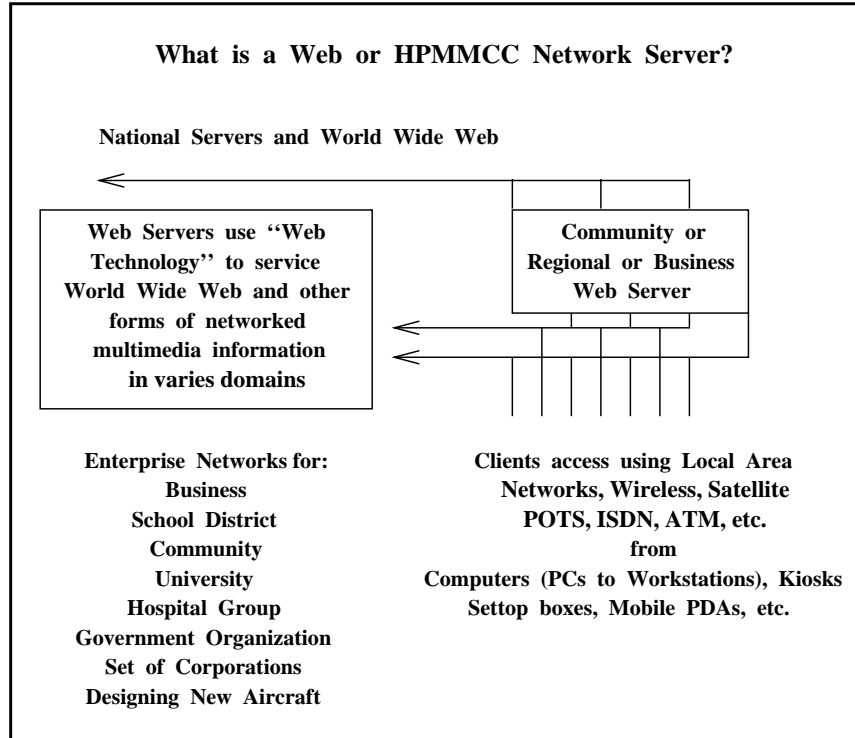 What is a Web or HPMMCC Network Server?
National Servers and World Wide Web
Web Servers use ‘‘Web
Technology’’ to service
World Wide Web and other
forms of networked
multimedia information
in varies domains
Community or
Regional or Business
Web Server
Enterprise Networks for:
Business
School District
Community
University
Hospital Group
Government Organization
Set of Corporations
Designing New Aircraft
Clients access using Local Area
Networks, Wireless, Satellite
POTS, ISDN, ATM, etc.
from
Computers (PCs to Workstations), Kiosks
Settop boxes, Mobile PDAs, etc.